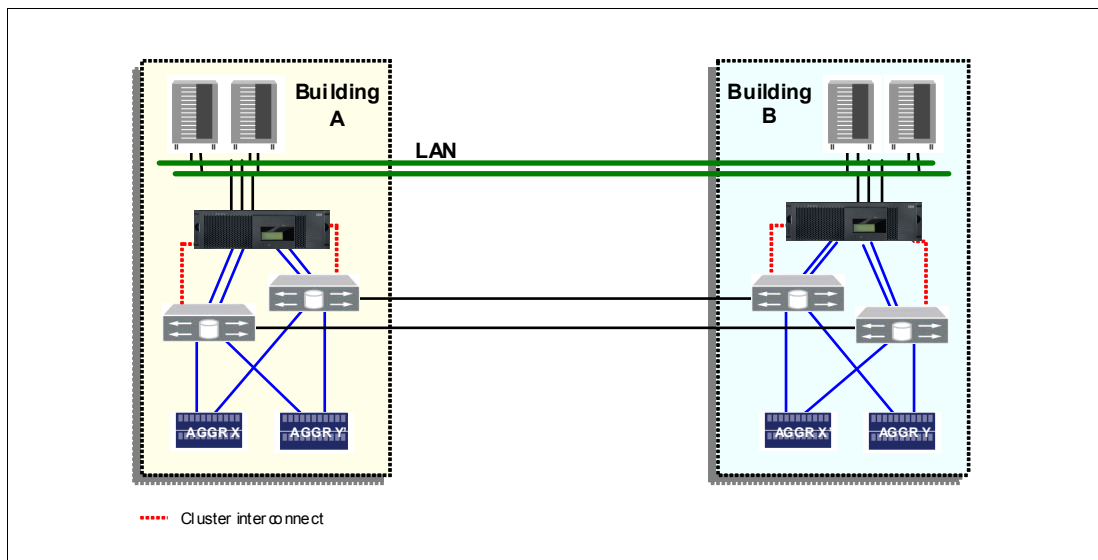 Building
A
Building
B
LAN
AGGR X
AGGR Y'
AGGR X'
AGGR Y
Cluster interconnect